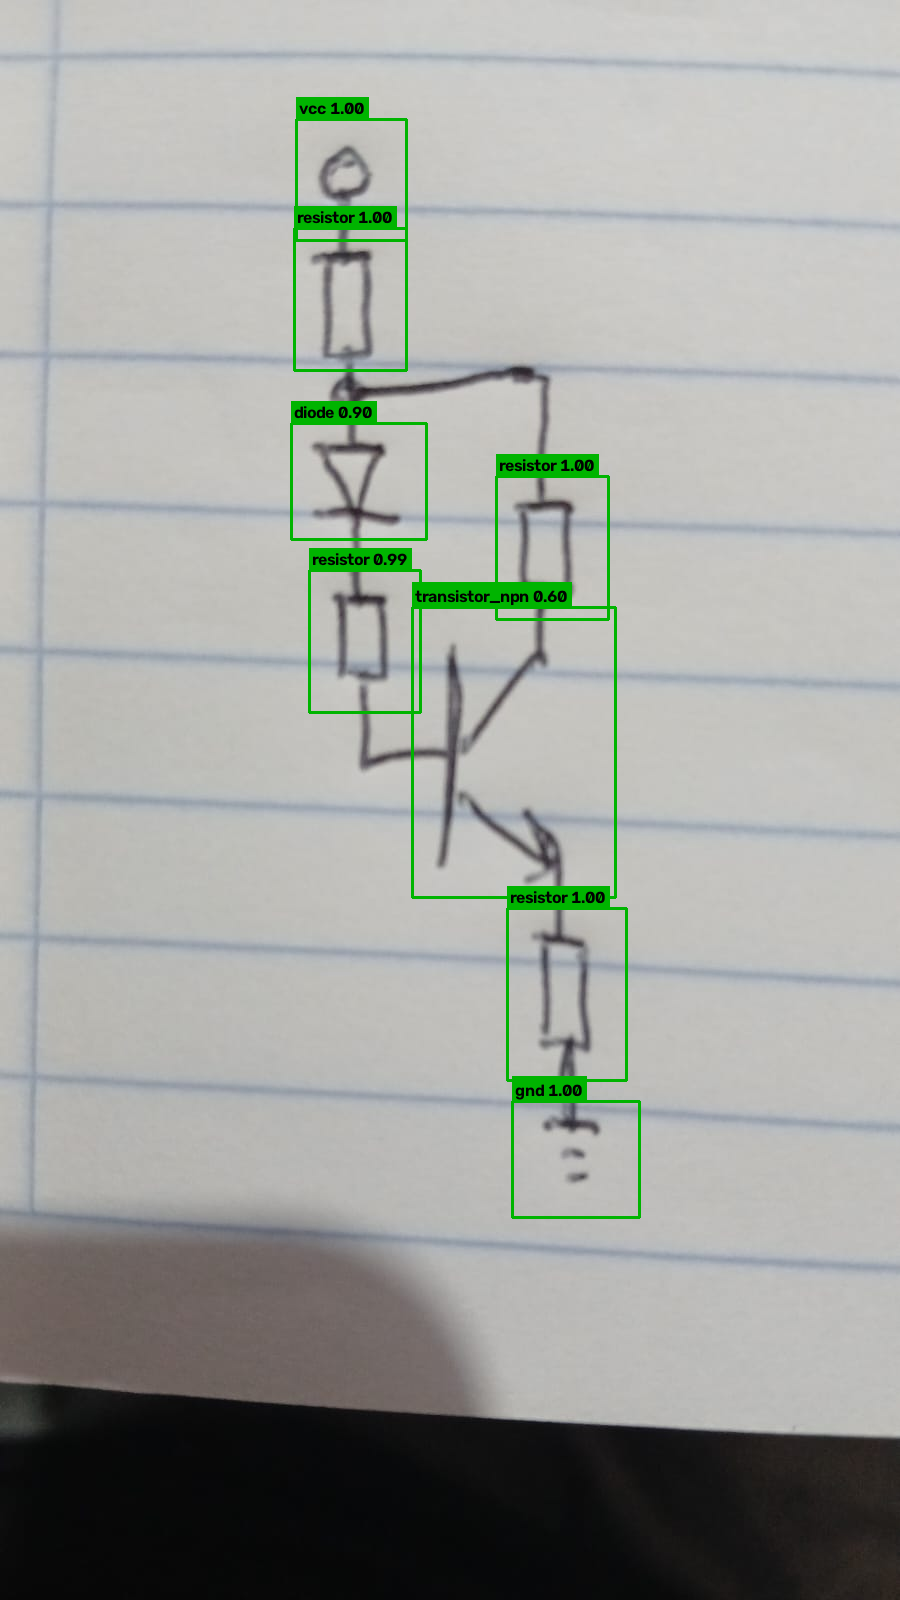 vcc 1.00
resistor 1.00
diode 0.90
resistor 1.00
resistor 0.99
transistor_npn 0.60
resistor 1.00
gnd 1.00